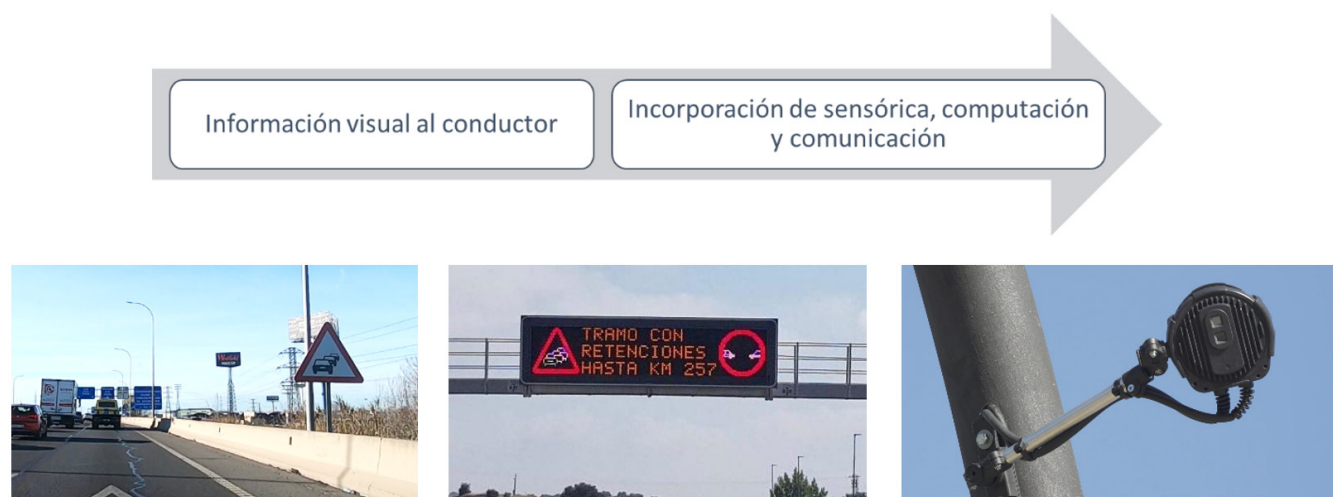 Información visual al conductor
Incorporación de sensórica, computación
y comunicación
TRAMO CON
RETENCIONES
HASTA KM 257